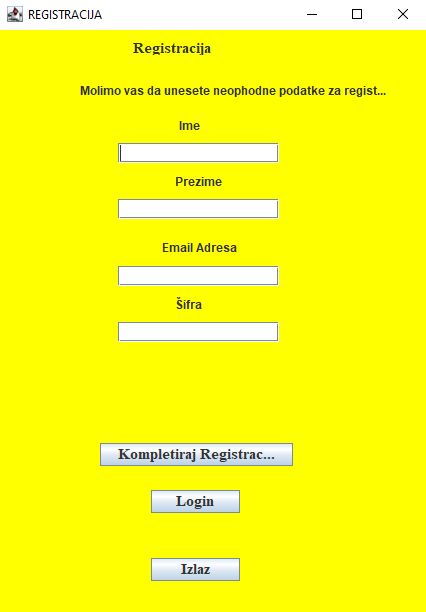 REGISTRACIJA
Registracija
Molimo vas da unesete neophodne podatke za regist...
Ime
Prezime
Email Adresa
Šifra
Kompletiraj Registrac...
Login
Izlaz